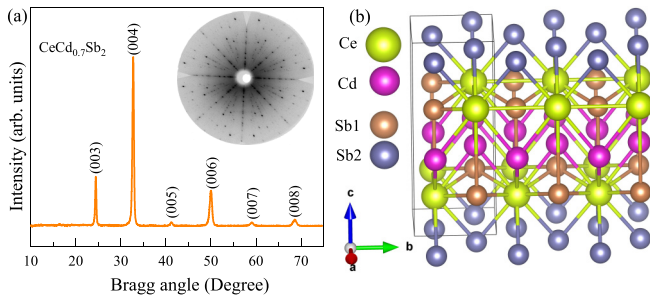 (a)
CeCd0.7Sb2
(003)
(004)
(005)
(006)
(007)
(008)
Intensity (arb. units)
10 20 30 40 50 60 70
Bragg angle (Degree)
(b)
Ce
Cd
Sb1
Sb2
c
b
a